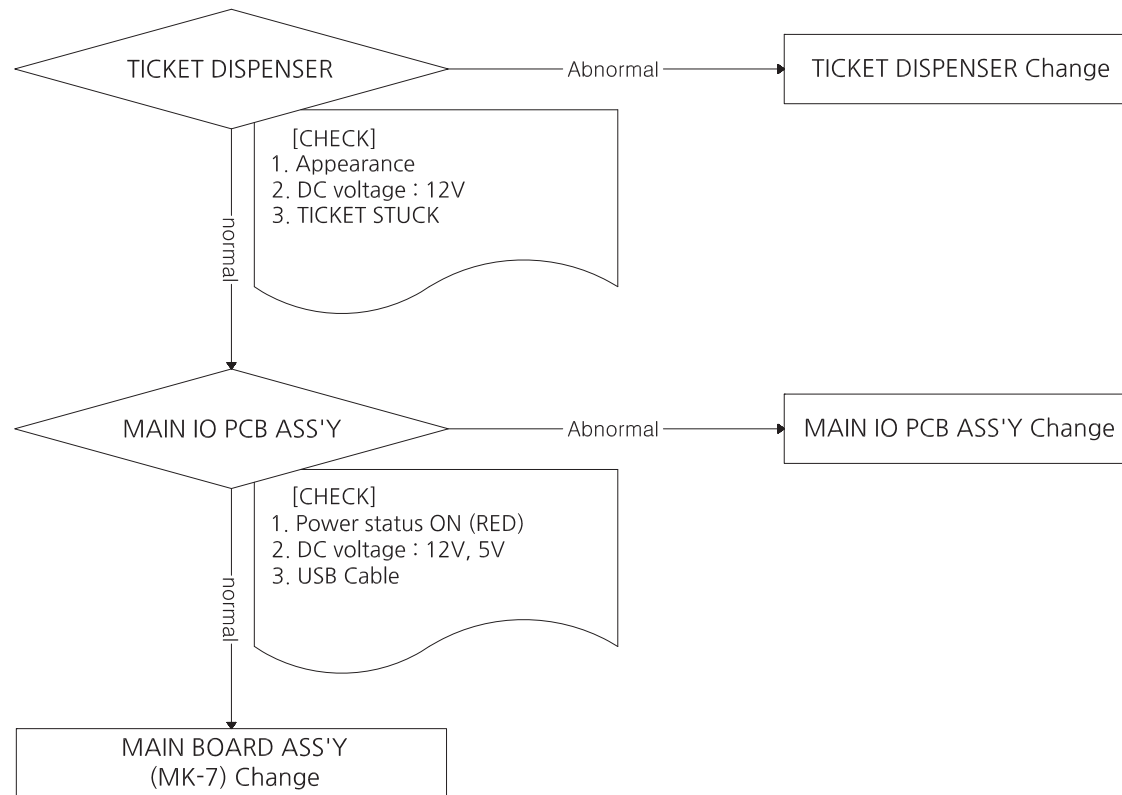 TICKET DISPENSER
Abnormal
TICKET DISPENSER Change
[CHECK]
1. Appearance
2. DC voltage : 12V
3. TICKET STUCK
normal
MAIN IO PCB ASS'Y
Abnormal
MAIN IO PCB ASS'Y Change
[CHECK]
1. Power status ON (RED)
2. DC voltage : 12V, 5V
3. USB Cable
normal
MAIN BOARD ASS'Y
(MK-7) Change